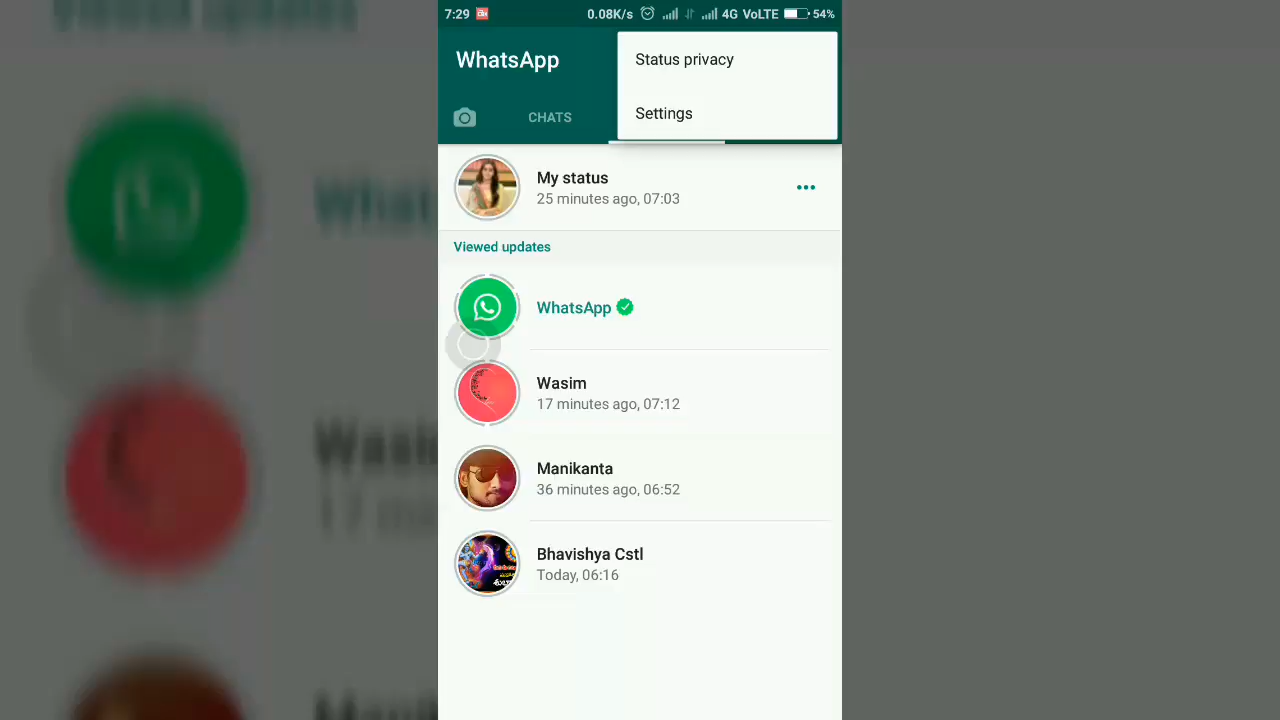 7:29 0.08K/s 4G VoLTE 54%
WhatsApp
Status privacy
Settings
CHATS
My status
25 minutes ago, 07:03
Viewed updates
WhatsApp
Wasim
17 minutes ago, 07:12
Manikanta
36 minutes ago, 06:52
Bhavishya Cstl
Today, 06:16